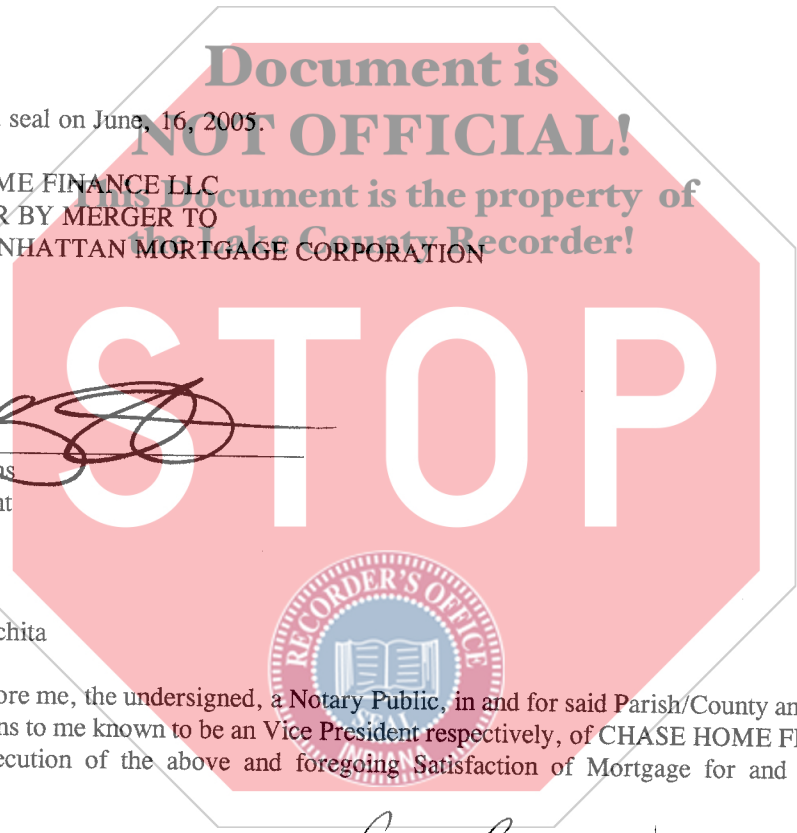 Document is
NOT OFFICIAL!
This Document is the property of
the Lake County Recorder!
seal on June, 16, 2005.
ME FINANCE LLC
R BY MERGER TO
NHATTAN MORTGAGE CORPORATION
STOP
as
nt
chita
RECORDER'S OFFICE
SEAL
INDIANA
ore me, the undersigned, a Notary Public, in and for said Parish/County an
ns to me known to be an Vice President respectively, of CHASE HOME F
ecution of the above and foregoing Satisfaction of Mortgage for and